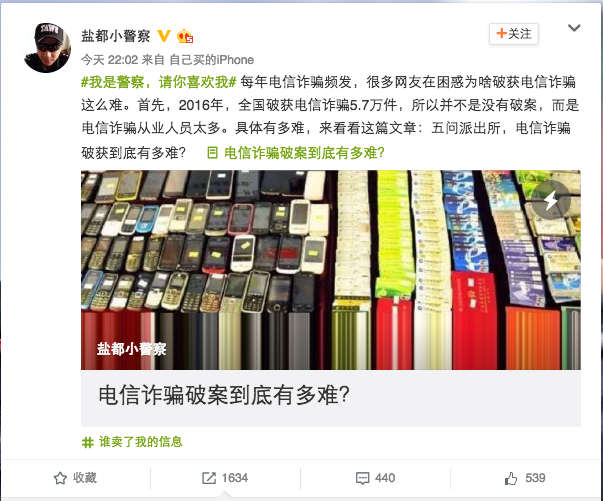 盐都小警察
+关注
今天 22:02 来自 自己买的iPhone
#我是警察，请你喜欢我# 每年电信诈骗频发，很多网友在困惑为啥破获电信诈骗
这么难。首先，2016年，全国破获电信诈骗5.7万件，所以并不是没有破案，而是
电信诈骗从业人员太多。具体有多难，来看看这篇文章：五问派出所，电信诈骗
破获到底有多难？ 电信诈骗破案到底有多难?
盐都小警察
电信诈骗破案到底有多难?
谁卖了我的信息
收藏
1634
440
539